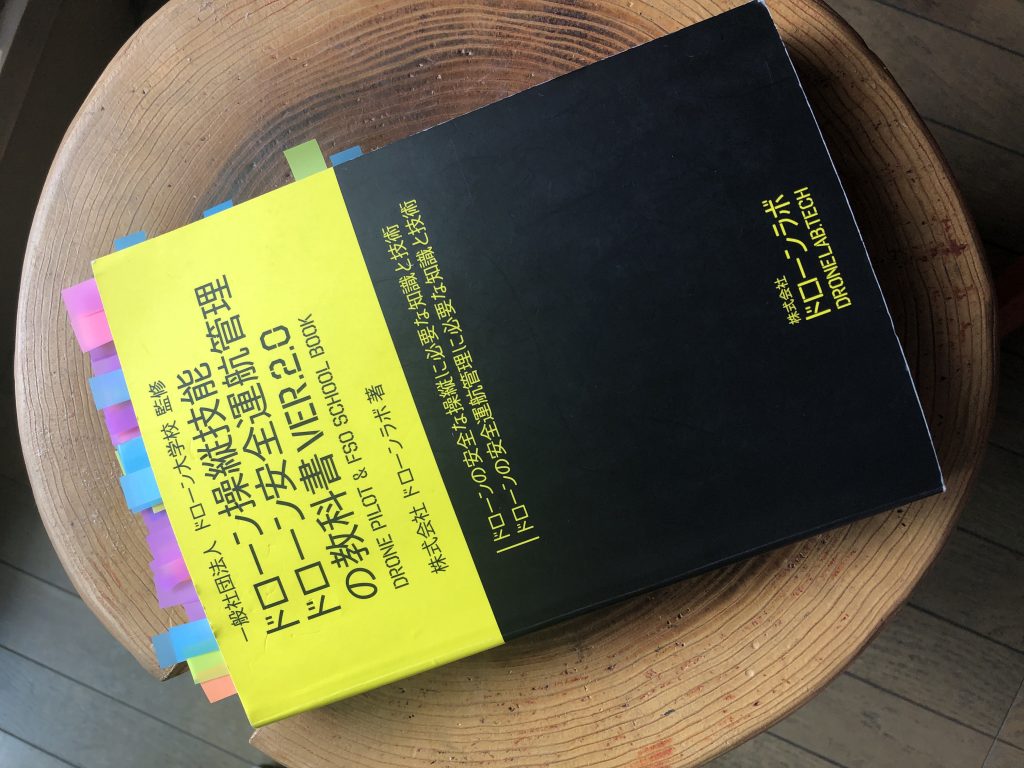 一般社団法人 ドローン大学校 監修
ドローン操縦技能
ドローン安全運航管理
の教科書 VER.2.0
DRONE PILOT & FSO SCHOOL BOOK
株式会社 ドローンラボ 著
ドローンの安全な操縦に必要な知識と技術
ドローンの安全運航管理に必要な知識と技術
株式会社
ドローンラボ
DRONELAB.TECH